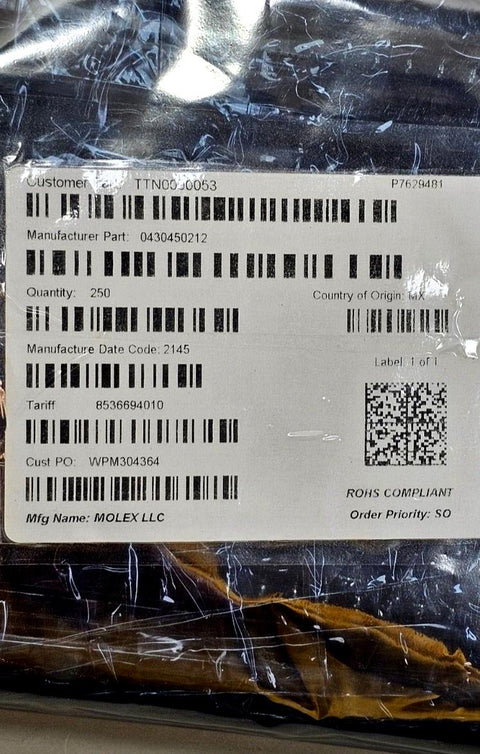 Customer TTN0000053 P7629481
Manufacturer Part: 0430450212
Quantity: 250 Country of Origin: MX
Manufacture Date Code: 2145
Label: 1 of 1
Tariff 8536694010
Cust PO: WPM304364
ROHS COMPLIANT
Mfg Name: MOLEX LLC Order Priority: SO